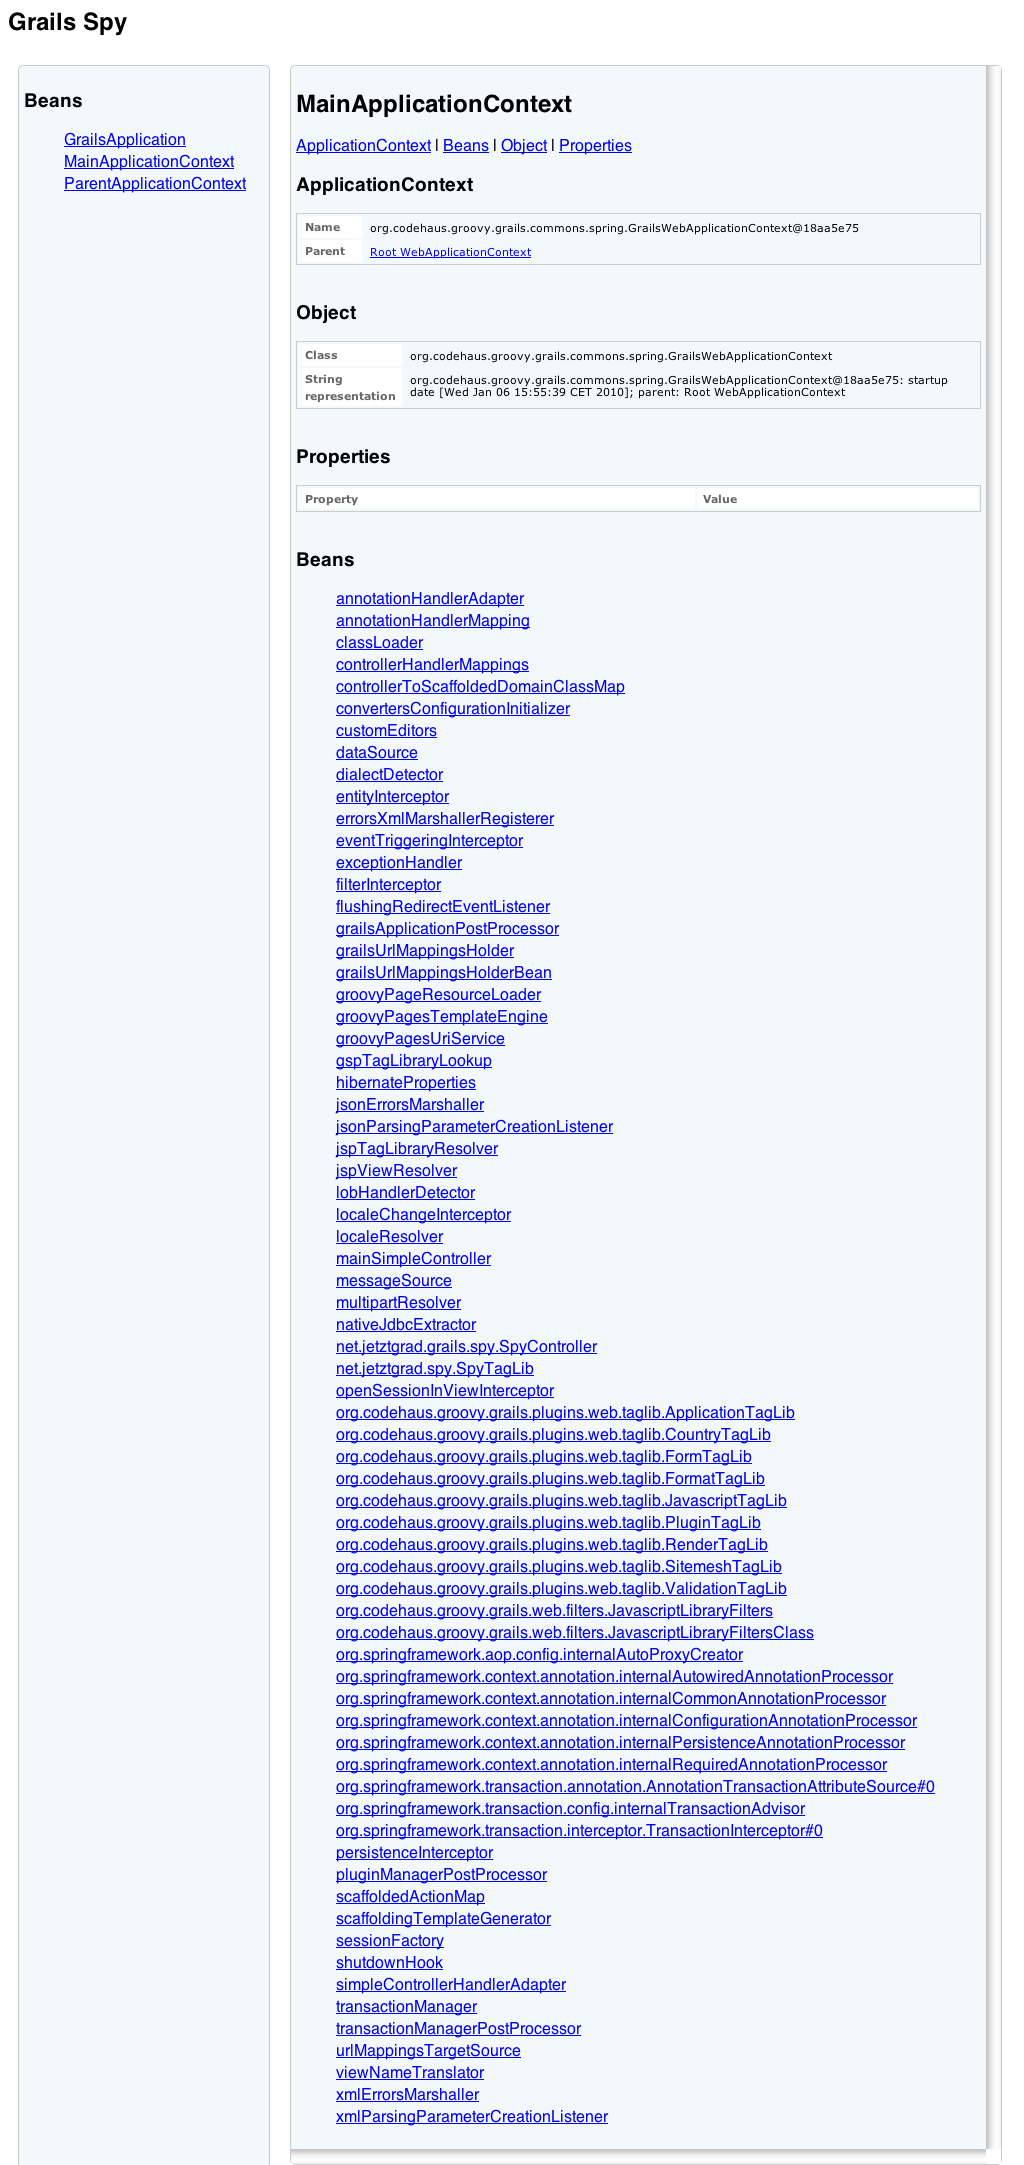 Grails Spy
Beans
GrailsApplication
MainApplicationContext
ParentApplicationContext
MainApplicationContext
ApplicationContext | Beans | Object | Properties
ApplicationContext
Name org.codehaus.groovy.grails.commons.spring.GrailsWebApplicationContext@18aa5e75
Parent Root WebApplicationContext
Object
Class org.codehaus.groovy.grails.commons.spring.GrailsWebApplicationContext
String representation org.codehaus.groovy.grails.commons.spring.GrailsWebApplicationContext@18aa5e75: startup
date [Wed Jan 06 15:55:39 CET 2010]; parent: Root WebApplicationContext
Properties
Property Value
Beans
annotationHandlerAdapter
annotationHandlerMapping
classLoader
controllerHandlerMappings
controllerToScaffoldedDomainClassMap
convertersConfigurationInitializer
customEditors
dataSource
dialectDetector
entityInterceptor
errorsXmlMarshallerRegisterer
eventTriggeringInterceptor
exceptionHandler
filterInterceptor
flushingRedirectEventListener
grailsApplicationPostProcessor
grailsUrlMappingsHolder
grailsUrlMappingsHolderBean
groovyPageResourceLoader
groovyPagesTemplateEngine
groovyPagesUriService
gspTagLibraryLookup
hibernateProperties
jsonErrorsMarshaller
jsonParsingParameterCreationListener
jspTagLibraryResolver
jspViewResolver
lobHandlerDetector
localeChangeInterceptor
localeResolver
mainSimpleController
messageSource
multipartResolver
nativeJdbcExtractor
net.jetztgrad.grails.spy.SpyController
net.jetztgrad.spy.SpyTagLib
openSessionInViewInterceptor
org.codehaus.groovy.grails.plugins.web.taglib.ApplicationTagLib
org.codehaus.groovy.grails.plugins.web.taglib.CountryTagLib
org.codehaus.groovy.grails.plugins.web.taglib.FormTagLib
org.codehaus.groovy.grails.plugins.web.taglib.FormatTagLib
org.codehaus.groovy.grails.plugins.web.taglib.JavascriptTagLib
org.codehaus.groovy.grails.plugins.web.taglib.PluginTagLib
org.codehaus.groovy.grails.plugins.web.taglib.RenderTagLib
org.codehaus.groovy.grails.plugins.web.taglib.SitemeshTagLib
org.codehaus.groovy.grails.plugins.web.taglib.ValidationTagLib
org.codehaus.groovy.grails.web.filters.JavascriptLibraryFilters
org.codehaus.groovy.grails.web.filters.JavascriptLibraryFiltersClass
org.springframework.aop.config.internalAutoProxyCreator
org.springframework.context.annotation.internalAutowiredAnnotationProcessor
org.springframework.context.annotation.internalCommonAnnotationProcessor
org.springframework.context.annotation.internalConfigurationAnnotationProcessor
org.springframework.context.annotation.internalPersistenceAnnotationProcessor
org.springframework.context.annotation.internalRequiredAnnotationProcessor
org.springframework.transaction.annotation.AnnotationTransactionAttributeSource#0
org.springframework.transaction.config.internalTransactionAdvisor
org.springframework.transaction.interceptor.TransactionInterceptor#0
persistenceInterceptor
pluginManagerPostProcessor
scaffoldedActionMap
scaffoldingTemplateGenerator
sessionFactory
shutdownHook
simpleControllerHandlerAdapter
transactionManager
transactionManagerPostProcessor
urlMappingsTargetSource
viewNameTranslator
xmlErrorsMarshaller
xmlParsingParameterCreationListener